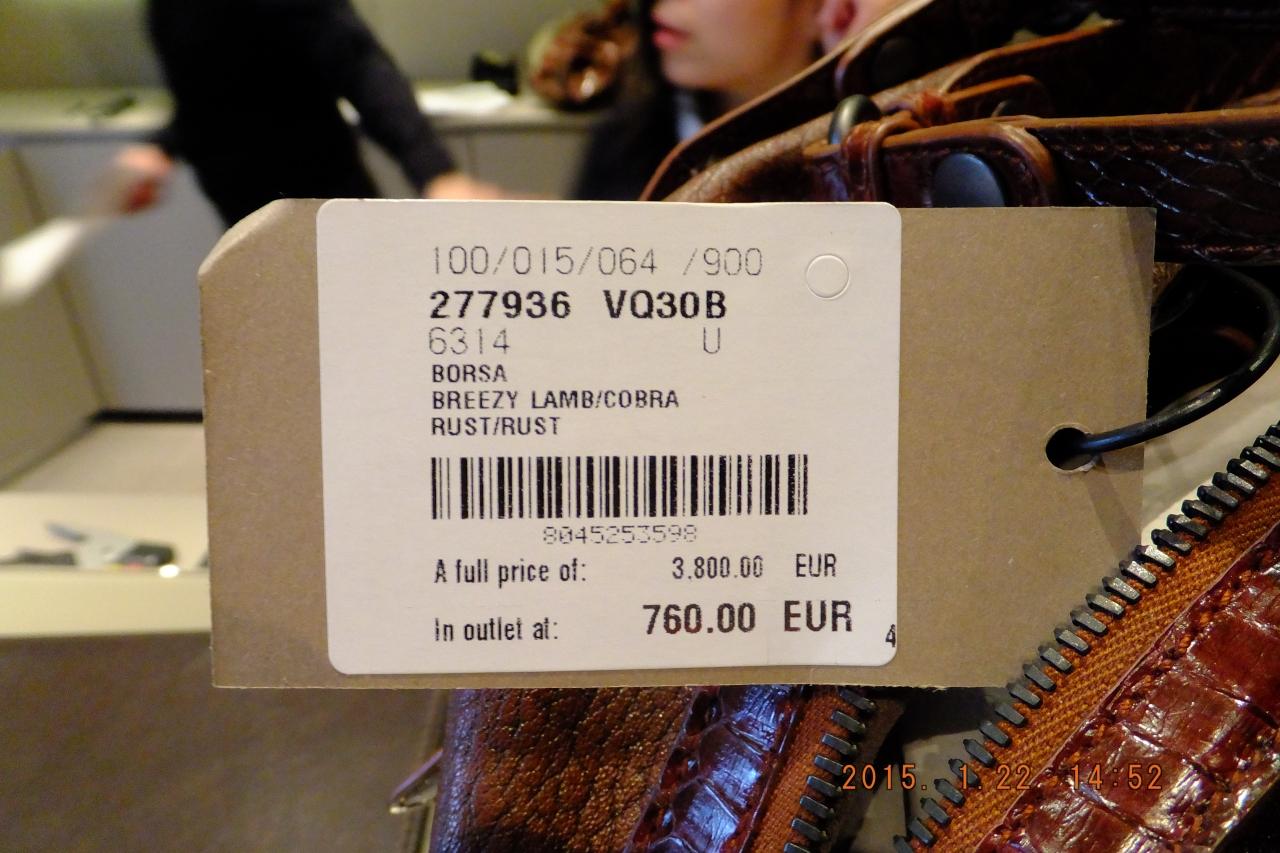 100/015/064 /900
277936 VQ30B
6314 U
BORSA
BREEZY LAMB/COBRA
RUST/RUST
8045253598
A full price of: 3.800.00 EUR
In outlet at: 760.00 EUR
4
2015. 1.22 14:52